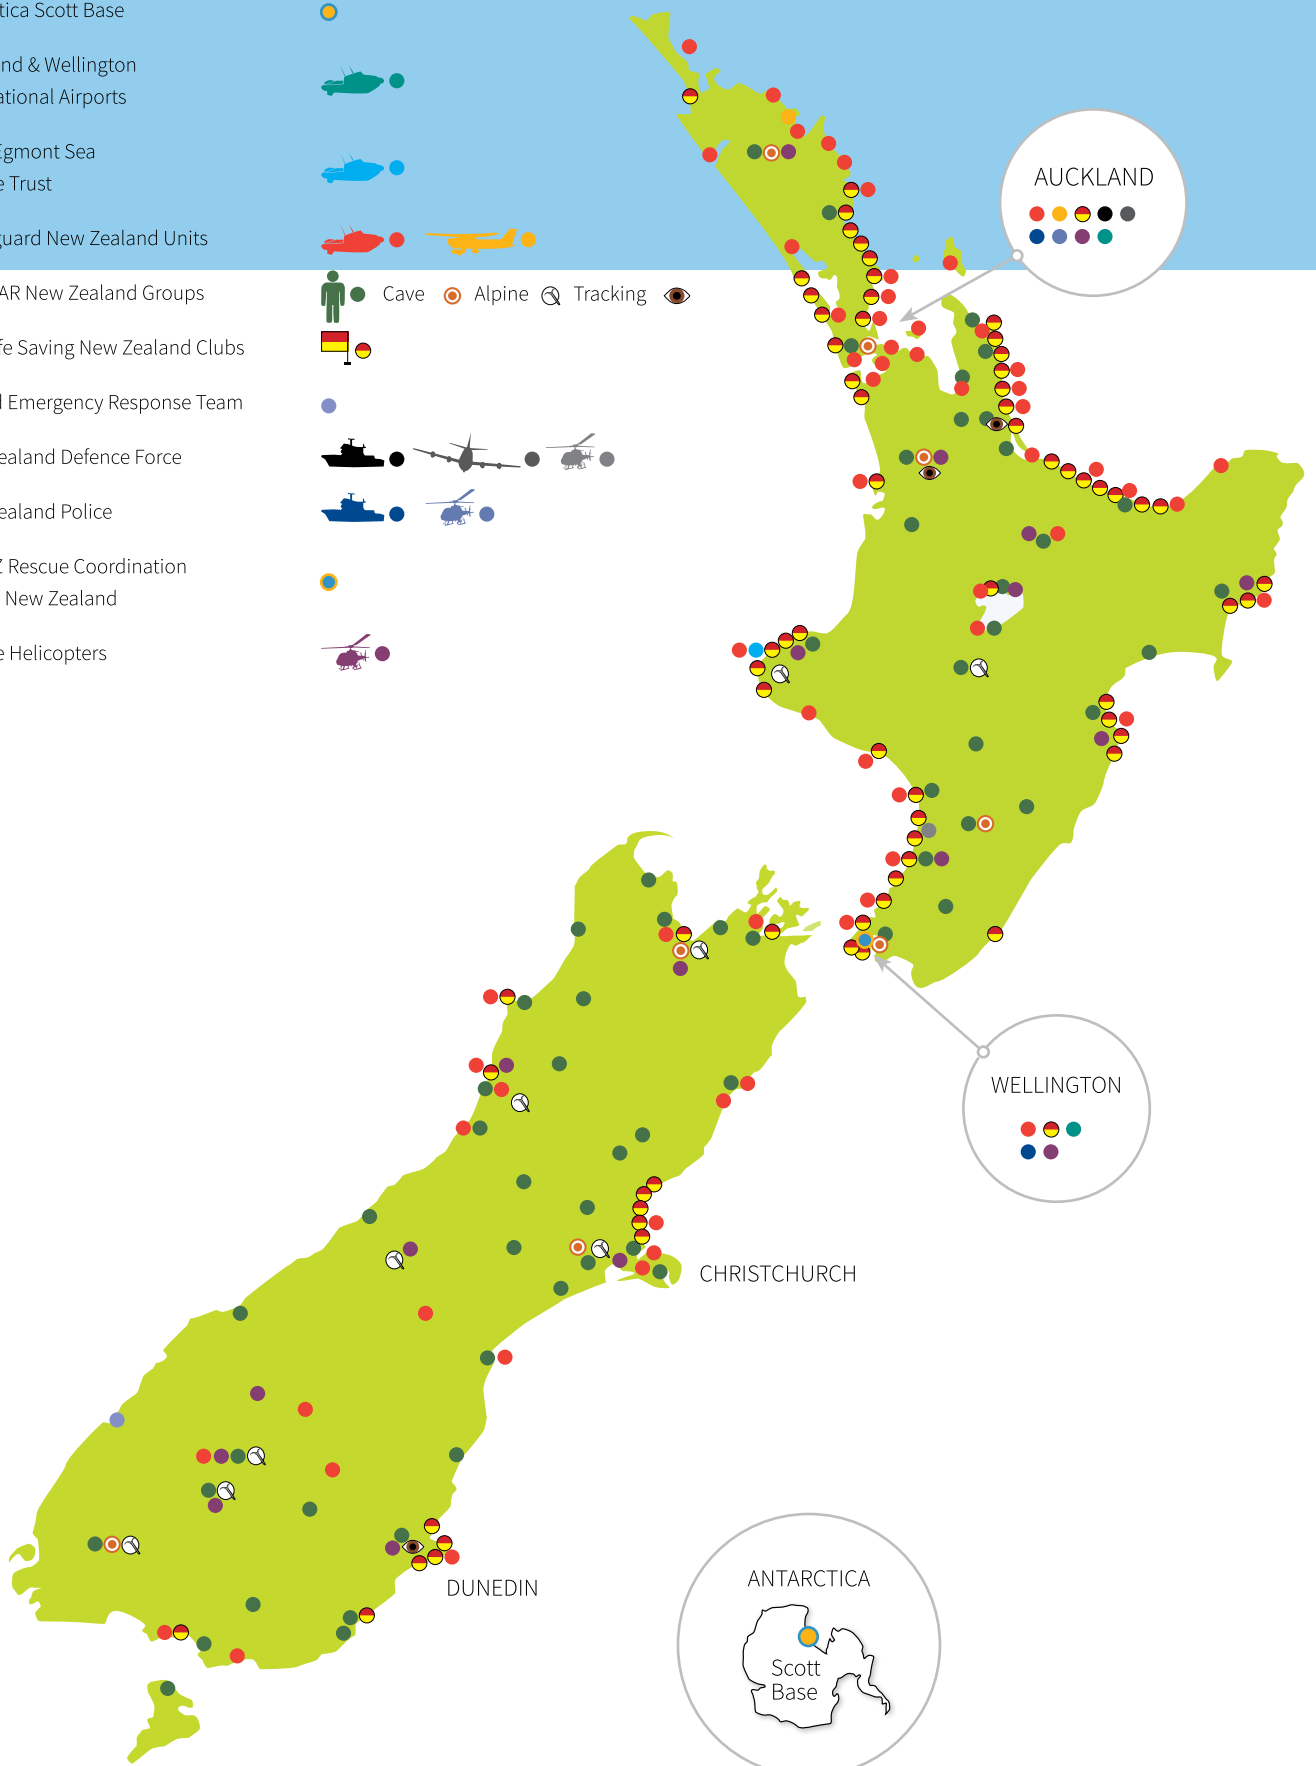 tica Scott Base
nd & Wellington
ational Airports
Egmont Sea
e Trust
guard New Zealand Units
AR New Zealand Groups
Cave
Alpine
Tracking
fe Saving New Zealand Clubs
d Emergency Response Team
ealand Defence Force
ealand Police
Z Rescue Coordination
New Zealand
e Helicopters
AUCKLAND
WELLINGTON
CHRISTCHURCH
DUNEDIN
ANTARCTICA
Scott
Base